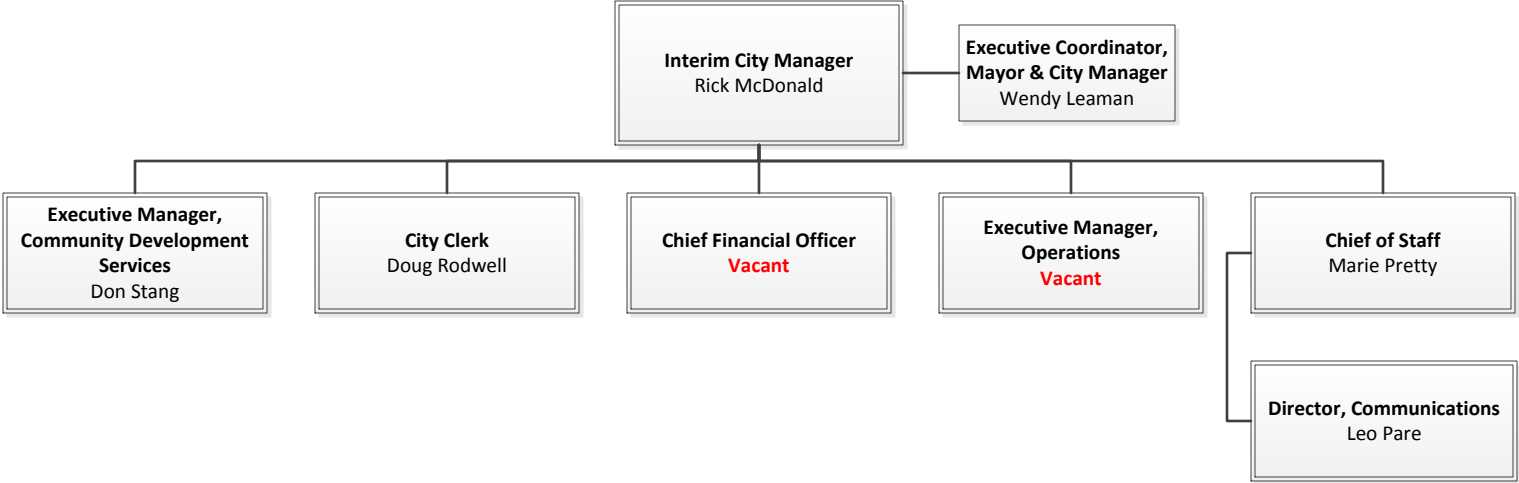 Interim City Manager
Rick McDonald
Executive Coordinator,
Mayor & City Manager
Wendy Leaman
Executive Manager,
Community Development
Services
Don Stang
City Clerk
Doug Rodwell
Chief Financial Officer
Vacant
Executive Manager,
Operations
Vacant
Chief of Staff
Marie Pretty
Director, Communications
Leo Pare